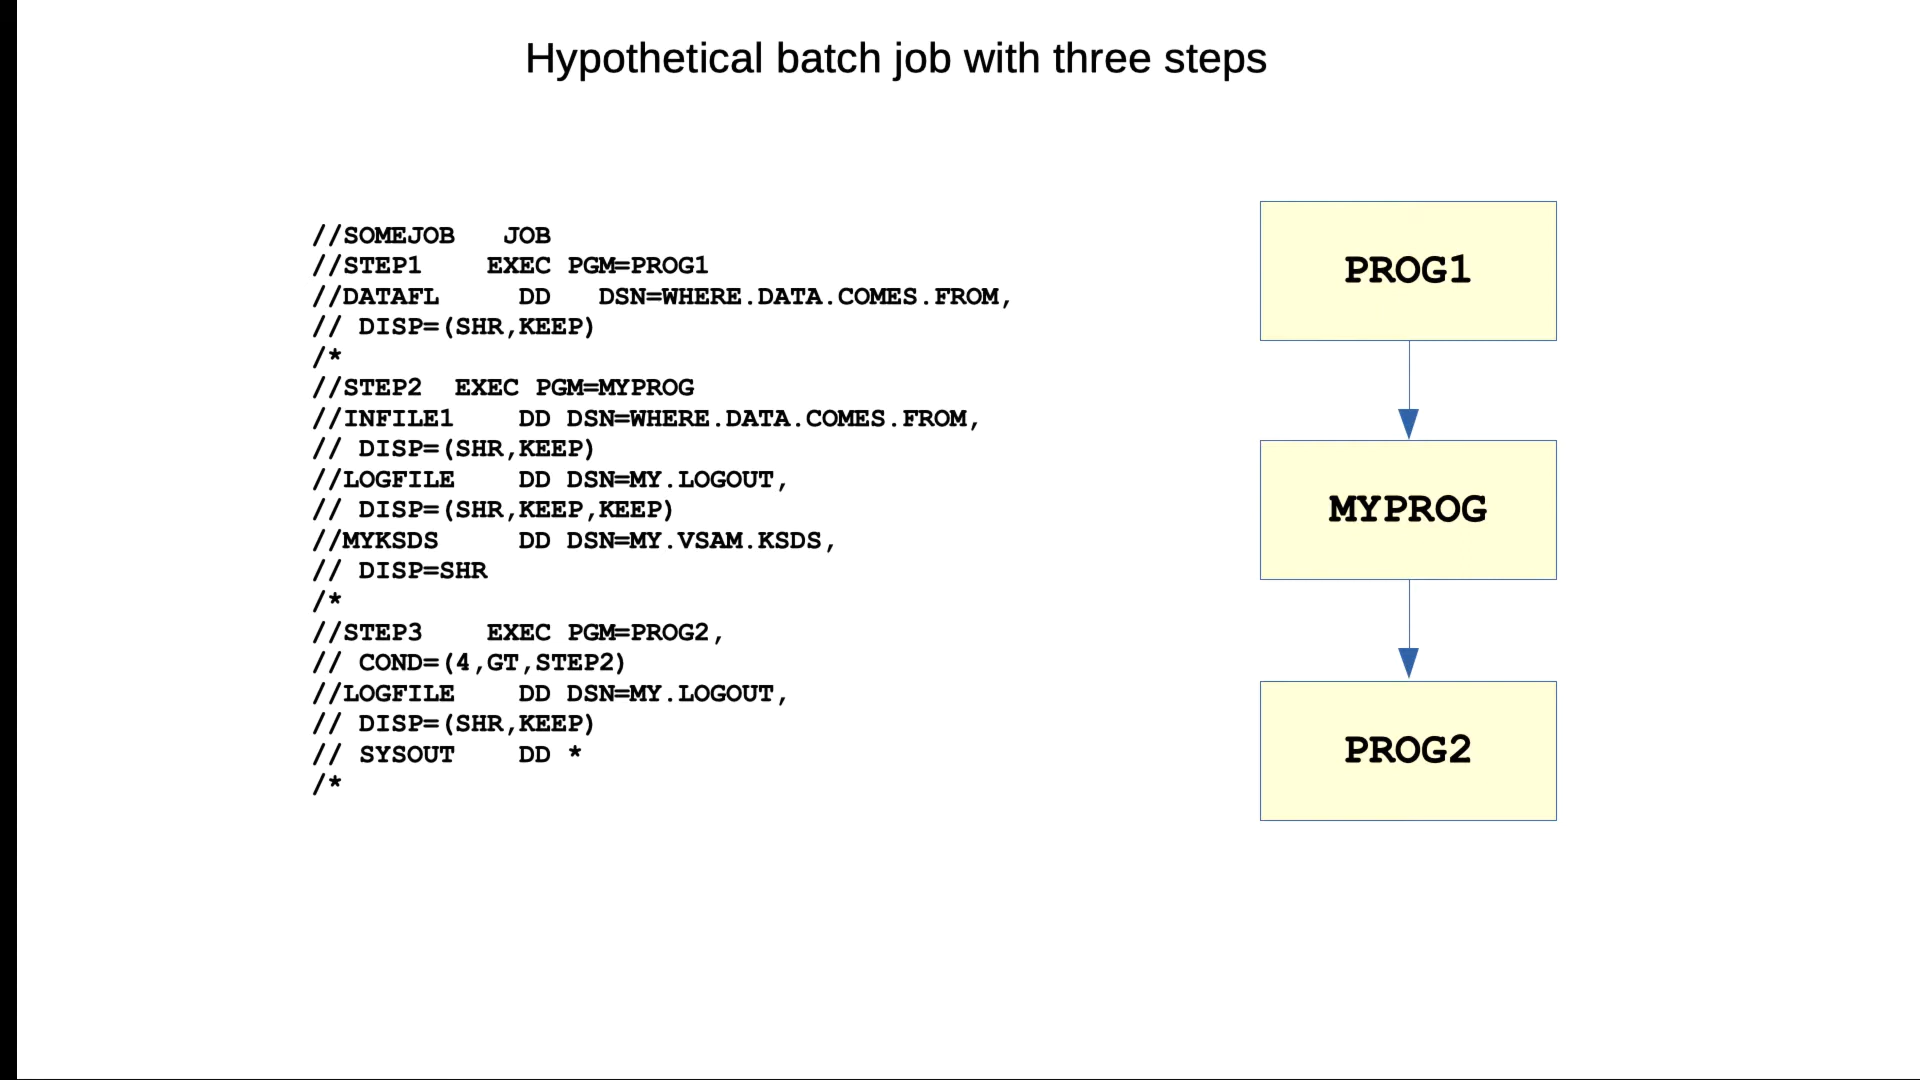 Hypothetical batch job with three steps
//SOMEJOB   JOB
//STEP1    EXEC PGM=PROG1
//DATAFL     DD   DSN=WHERE.DATA.COMES.FROM,
// DISP=(SHR,KEEP)
/*
//STEP2  EXEC PGM=MYPROG
//INFILE1    DD DSN=WHERE.DATA.COMES.FROM,
// DISP=(SHR,KEEP)
//LOGFILE    DD DSN=MY.LOGOUT,
// DISP=(SHR,KEEP,KEEP)
//MYKSDS     DD DSN=MY.VSAM.KSDS,
// DISP=SHR
/*
//STEP3    EXEC PGM=PROG2,
// COND=(4,GT,STEP2)
//LOGFILE    DD DSN=MY.LOGOUT,
// DISP=(SHR,KEEP)
// SYSOUT    DD *
/*
PROG1
MYPROG
PROG2